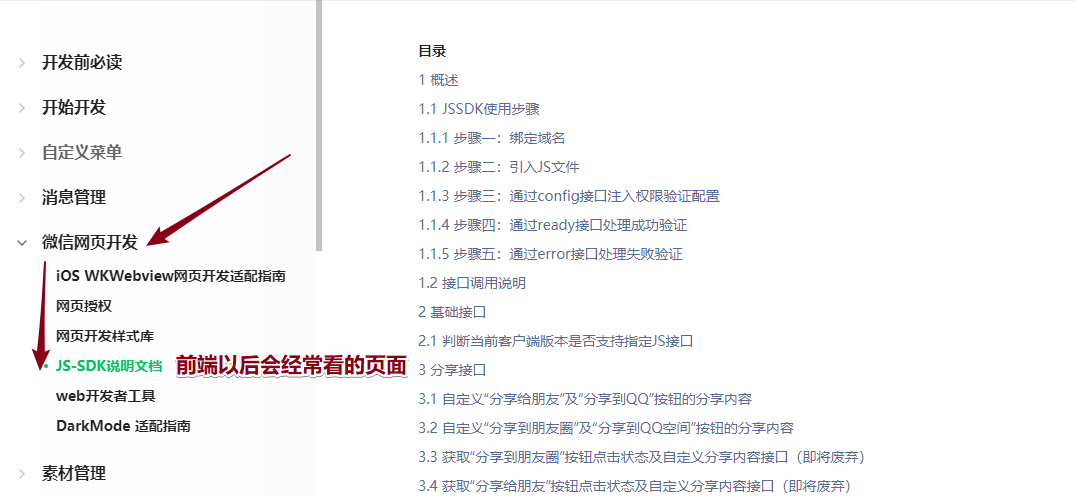 开发前必读
开始开发
自定义菜单
消息管理
微信网页开发
iOS WKWebview网页开发适配指南
网页授权
网页开发样式库
JS-SDK说明文档
前端以后会经常看的页面
web开发者工具
DarkMode 适配指南
素材管理
目录
1 概述
1.1 JSSDK使用步骤
1.1.1 步骤一：绑定域名
1.1.2 步骤二：引入JS文件
1.1.3 步骤三：通过config接口注入权限验证配置
1.1.4 步骤四：通过ready接口处理成功验证
1.1.5 步骤五：通过error接口处理失败验证
1.2 接口调用说明
2 基础接口
2.1 判断当前客户端版本是否支持指定JS接口
3 分享接口
3.1 自定义“分享给朋友”及“分享到QQ”按钮的分享内容
3.2 自定义“分享到朋友圈”及“分享到QQ空间”按钮的分享内容
3.3 获取“分享到朋友圈”按钮点击状态及自定义分享内容接口（即将废弃）
3.4 获取“分享给朋友”按钮点击状态及自定义分享内容接口（即将废弃）